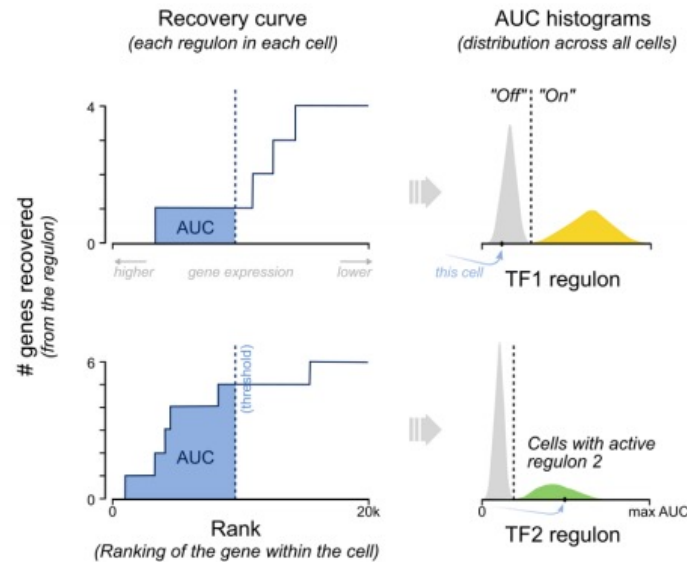 Recovery curve
(each regulon in each cell)
AUC histograms
(distribution across all cells)
# genes recovered
(from the regulon)
4
0
AUC
higher
gene expression
lower
"Off"
"On"
this cell
TF1 regulon
6
0
AUC
(threshold)
0
20k
Rank
(Ranking of the gene within the cell)
Cells with active
regulon 2
0
max AUC
TF2 regulon